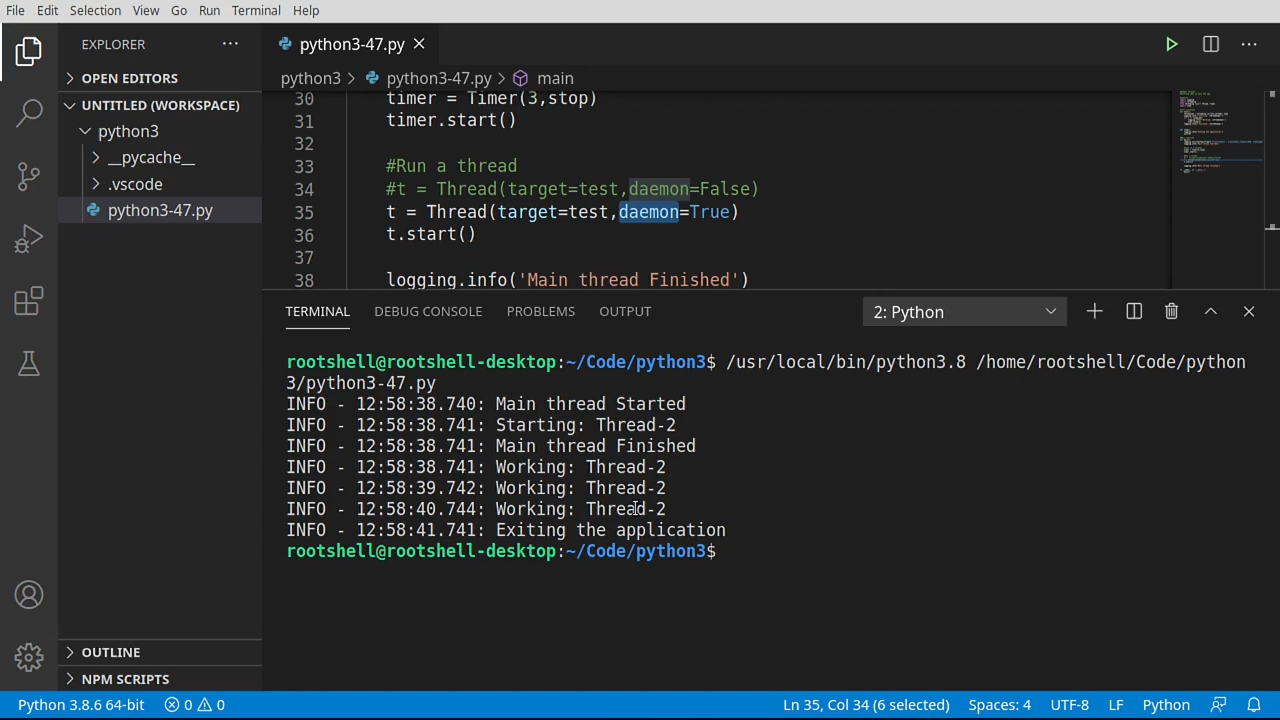 File Edit Selection View Go Run Terminal Help
EXPLORER
python3-47.py
OPEN EDITORS
UNTITLED (WORKSPACE)
python3
__pycache__
.vscode
python3-47.py
OUTLINE
NPM SCRIPTS
python3 > python3-47.py > main
30 timer = Timer(3,stop)
31 timer.start()
32
33 #Run a thread
34 #t = Thread(target=test,daemon=False)
35 t = Thread(target=test,daemon=True)
36 t.start()
37
38 logging.info('Main thread Finished')
TERMINAL DEBUG CONSOLE PROBLEMS OUTPUT 2: Python
rootshell@rootshell-desktop:~/Code/python3$ /usr/local/bin/python3.8 /home/rootshell/Code/python
3/python3-47.py
INFO - 12:58:38.740: Main thread Started
INFO - 12:58:38.741: Starting: Thread-2
INFO - 12:58:38.741: Main thread Finished
INFO - 12:58:38.741: Working: Thread-2
INFO - 12:58:39.742: Working: Thread-2
INFO - 12:58:40.744: Working: Thread-2
INFO - 12:58:41.741: Exiting the application
rootshell@rootshell-desktop:~/Code/python3$
Python 3.8.6 64-bit 0 0 Ln 35, Col 34 (6 selected) Spaces: 4 UTF-8 LF Python